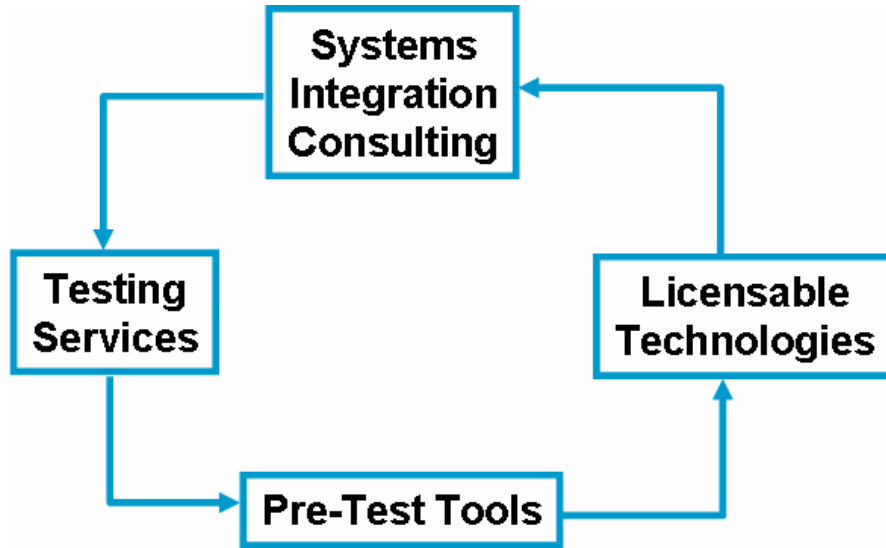 Systems
Integration
Consulting
Testing
Services
Licensable
Technologies
Pre-Test Tools